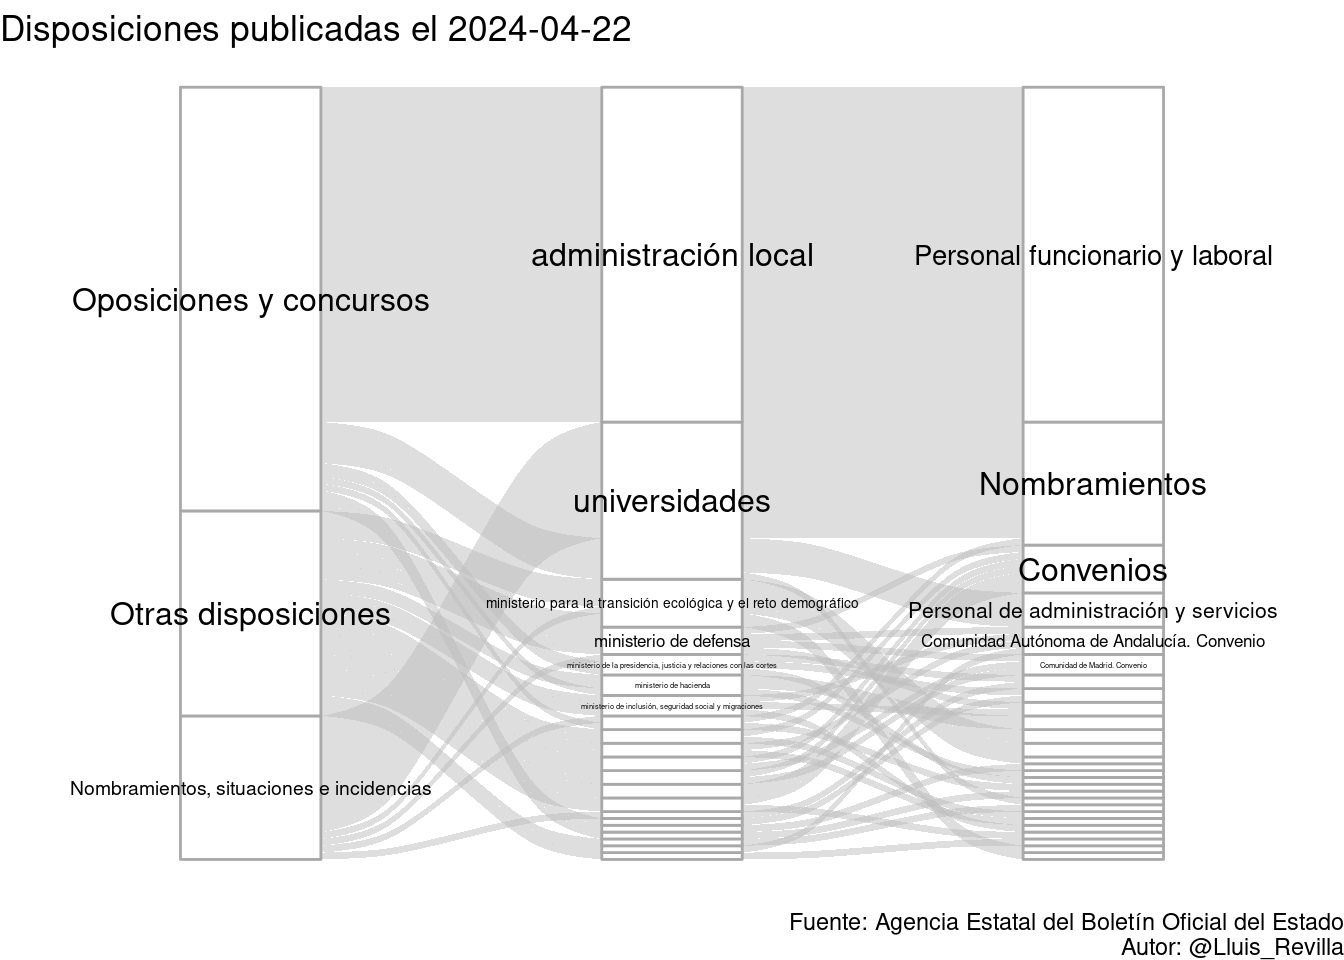 Disposiciones publicadas el 2024-04-22
Oposiciones y concursos
Otras disposiciones
Nombramientos, situaciones e incidencias
administración local
universidades
ministerio para la transición ecológica y el reto demográfico
ministerio de defensa
ministerio de la presidencia, justicia y relaciones con las cortes
ministerio de hacienda
ministerio de inclusión, seguridad social y migraciones
Personal funcionario y laboral
Nombramientos
Convenios
Personal de administración y servicios
Comunidad Autónoma de Andalucía. Convenio
Comunidad de Madrid. Convenio
Fuente: Agencia Estatal del Boletín Oficial del Estado
Autor: @Lluis_Revilla